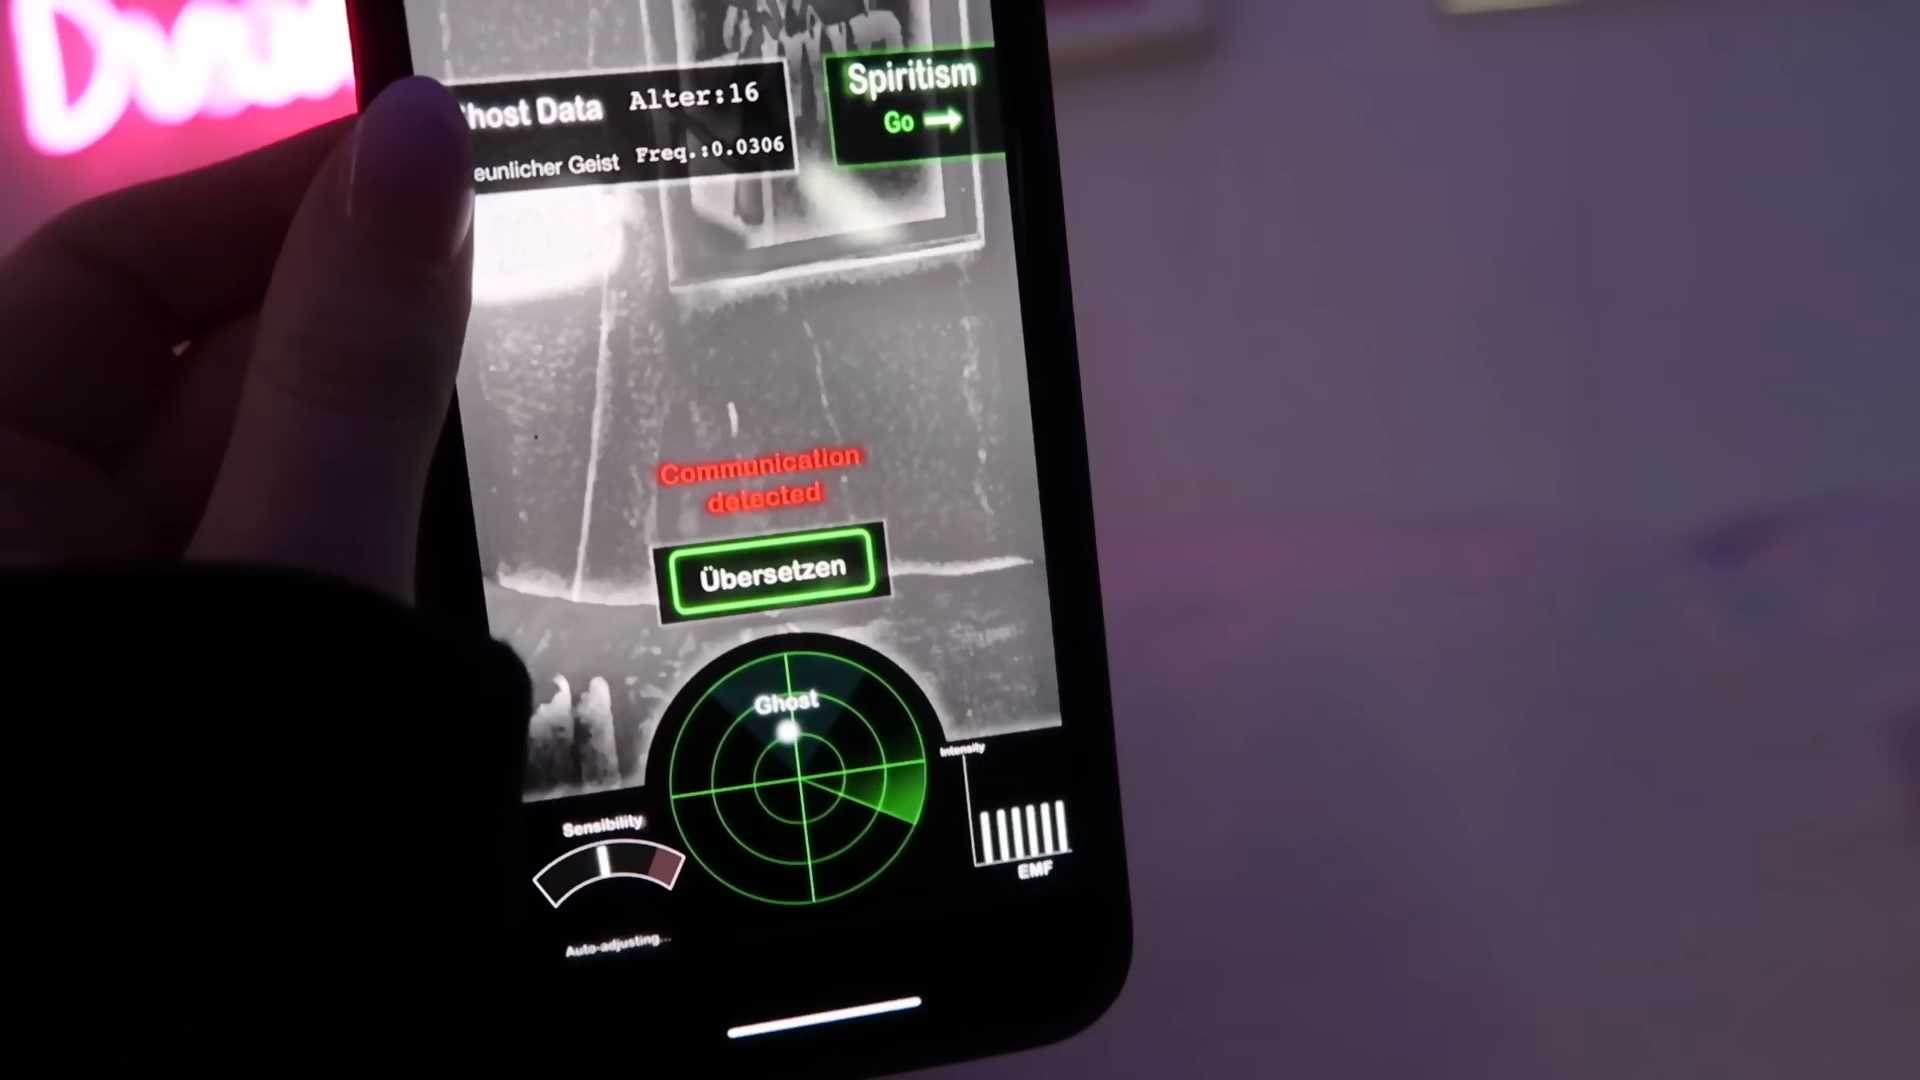 Ghost Data Alter:16
Freq.:0.0306
Geist
Spiritism
Go
Communication
detected
Übersetzen
Ghost
Intensity
Sensibility
EMF
Auto-adjusting...